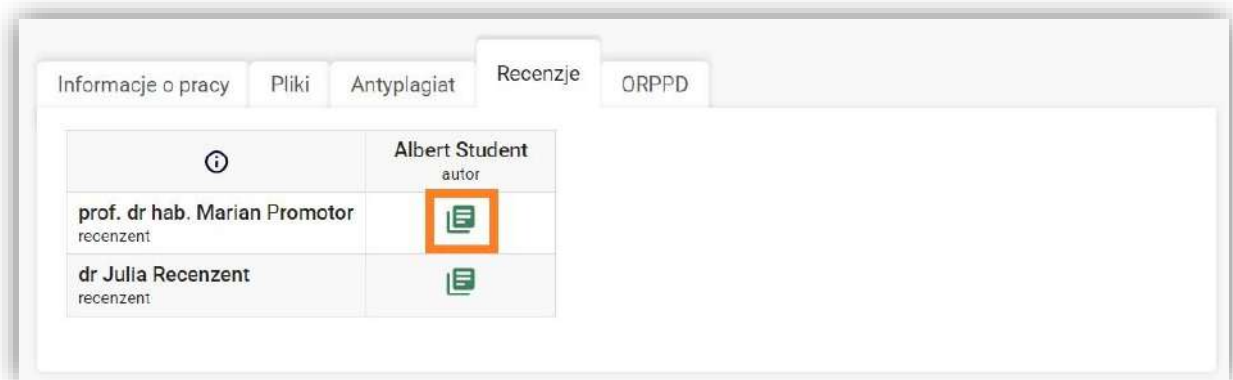 Informacje o pracy Pliki Antyplagiat Recenzje ORPPD
Albert Student
autor
prof. dr hab. Marian Promotor
recenzent
dr Julia Recenzent
recenzent